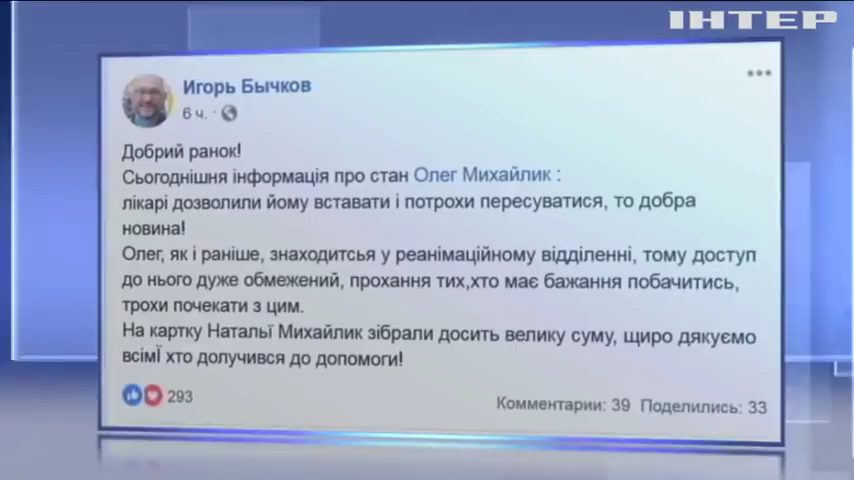 ІНТЕР
Игорь Бычков
6 ч. ·
Добрий ранок!
Сьогоднішня інформація про стан Олег Михайлик :
лікарі дозволили йому вставати і потрохи пересуватися, то добра
новина!
Олег, як і раніше, знаходитсья у реанімаційному відділенні, тому доступ
до нього дуже обмежений, прохання тих,хто має бажання побачитись,
трохи почекати з цим.
На картку Наталії Михайлик зібрали досить велику суму, щиро дякуємо
всімЇ хто долучився до допомоги!
293
Комментарии: 39 Поделились: 33